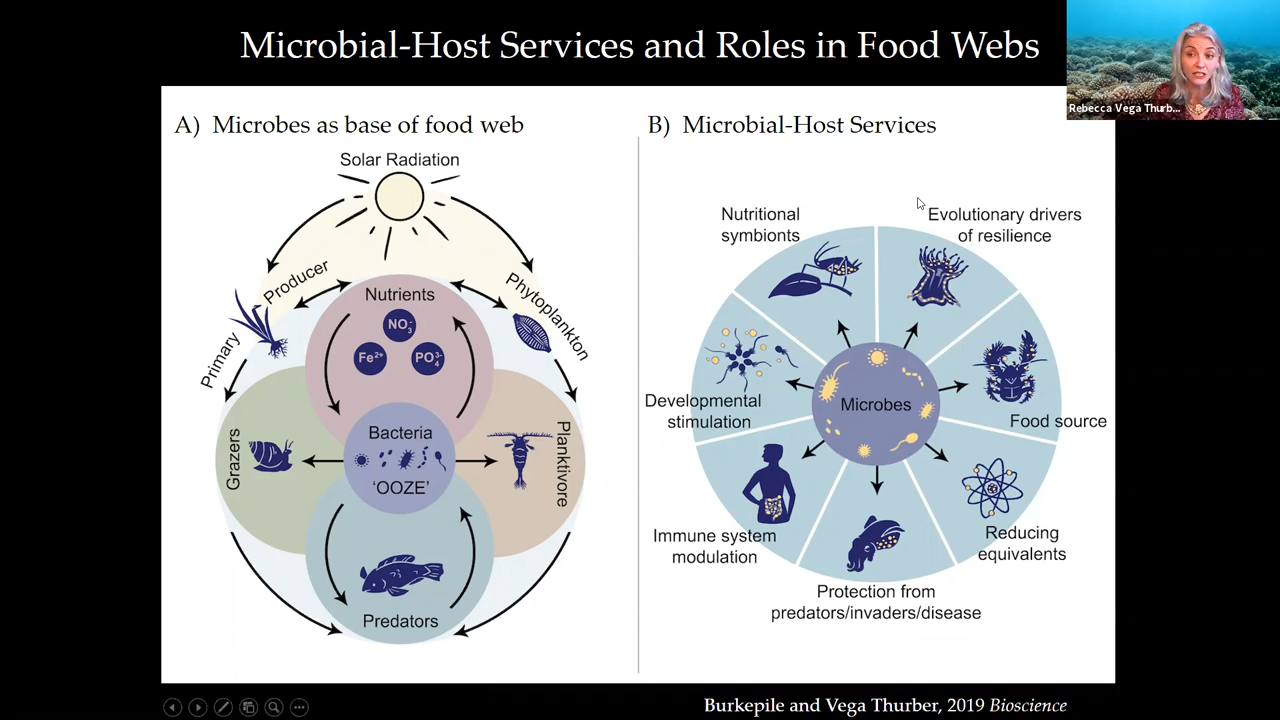 Microbial-Host Services and Roles in Food Webs
Rebecca Vega Thurb...
A) Microbes as base of food web
Solar Radiation
Primary Producer
Phytoplankton
Nutrients
NO₃⁻
Fe²⁺
PO₄³⁻
Grazers
Bacteria
'OOZE'
Planktivore
Predators
B) Microbial-Host Services
Nutritional
symbionts
Evolutionary drivers
of resilience
Developmental
stimulation
Microbes
Food source
Immune system
modulation
Reducing
equivalents
Protection from
predators/invaders/disease
Burkepile and Vega Thurber, 2019 Bioscience